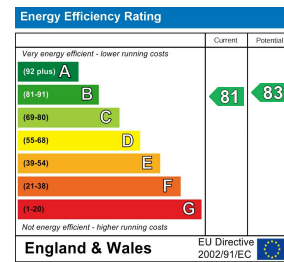 Energy Efficiency Rating
Current Potential
Very energy efficient - lower running costs
(92 plus) A
(81-91) B
81 83
(69-80) C
(55-68) D
(39-54) E
(21-38) F
(1-20) G
Not energy efficient - higher running costs
England & Wales
EU Directive
2002/91/EC